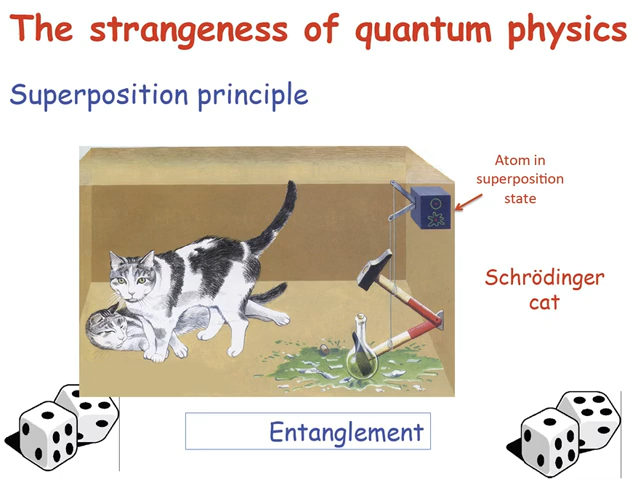 The strangeness of quantum physics
Superposition principle
Atom in
superposition
state
Schrödinger
cat
Entanglement